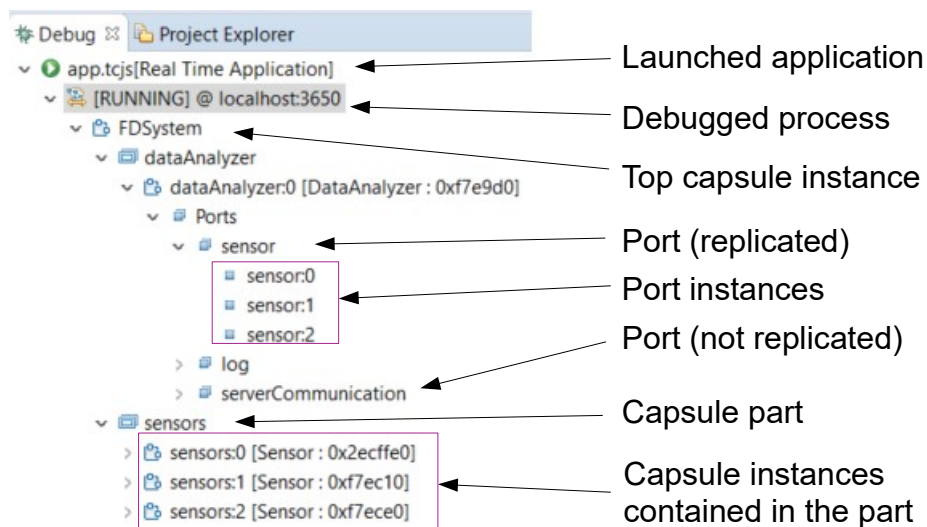 Debug Project Explorer
app.tcjs[Real Time Application]
Launched application
[RUNNING] @ localhost:3650
Debugged process
FDSystem
Top capsule instance
dataAnalyzer
dataAnalyzer:0 [DataAnalyzer : 0xf7e9d0]
Ports
sensor
Port (replicated)
sensor:0
sensor:1
sensor:2
Port instances
log
serverCommunication
Port (not replicated)
sensors
Capsule part
sensors:0 [Sensor : 0x2ecffe0]
sensors:1 [Sensor : 0xf7ec10]
sensors:2 [Sensor : 0xf7ece0]
Capsule instances
contained in the part